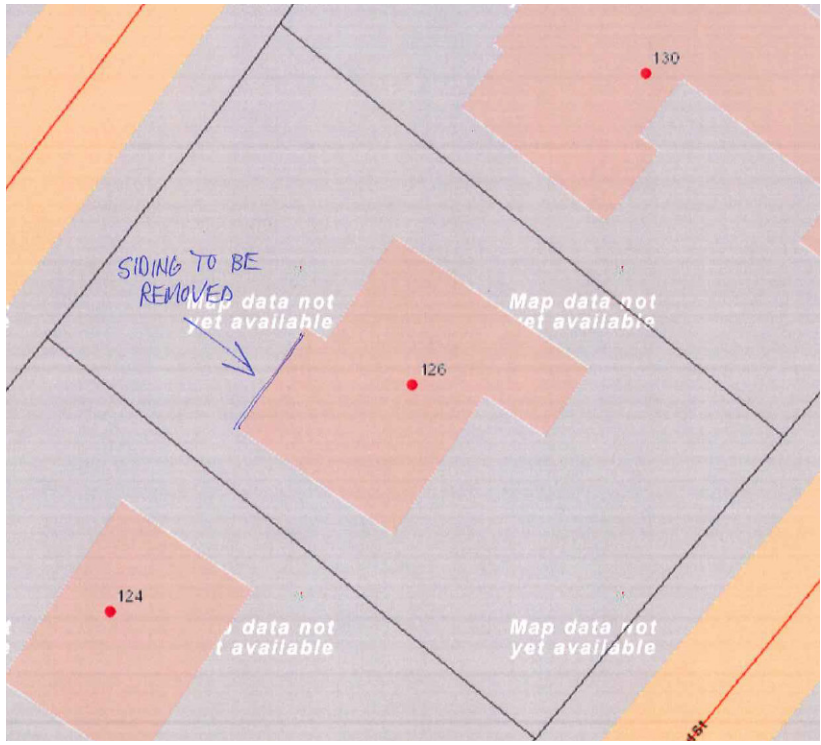 130
SIDING TO BE
REMOVED
Map data not
yet available
Map data not
yet available
126
124
data not
available
Map data not
yet available